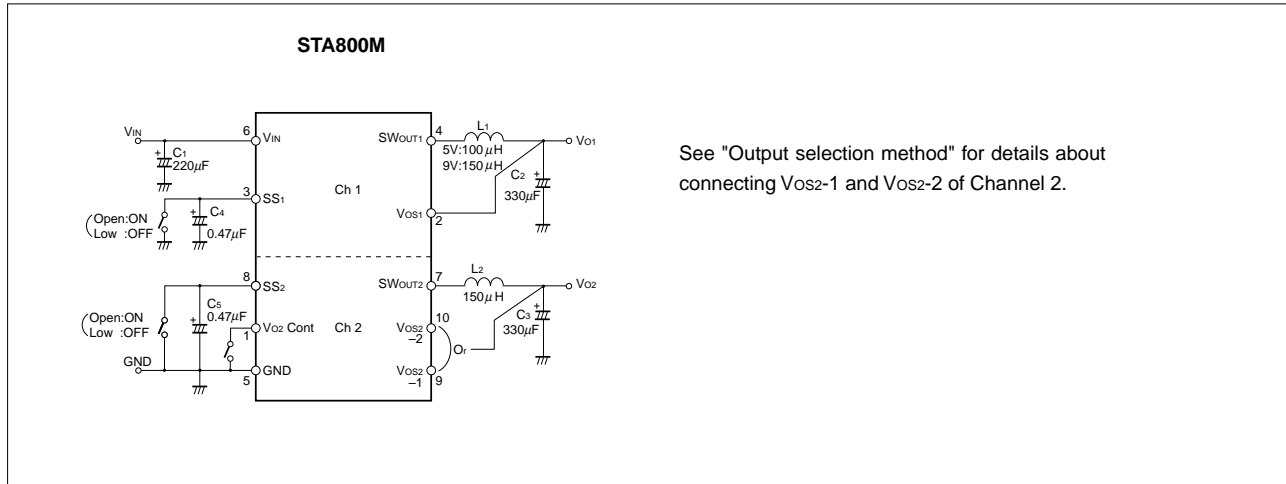 STA800M
VIN
6
VIN
C1
220µF
+
3
SS1
Open:ON
Low :OFF
+
C4
0.47µF
Ch 1
SWOUT1
4
L1
5V:100µH
9V:150µH
VO1
+
C2
330µF
VOS1
2
8
SS2
Open:ON
Low :OFF
+
C5
0.47µF
VO2 Cont
1
Ch 2
GND
5
GND
SWOUT2
7
L2
150µH
VO2
+
C3
330µF
10
VOS2
–2
Or
VOS2
–1
9
See "Output selection method" for details about
connecting VOS2-1 and VOS2-2 of Channel 2.